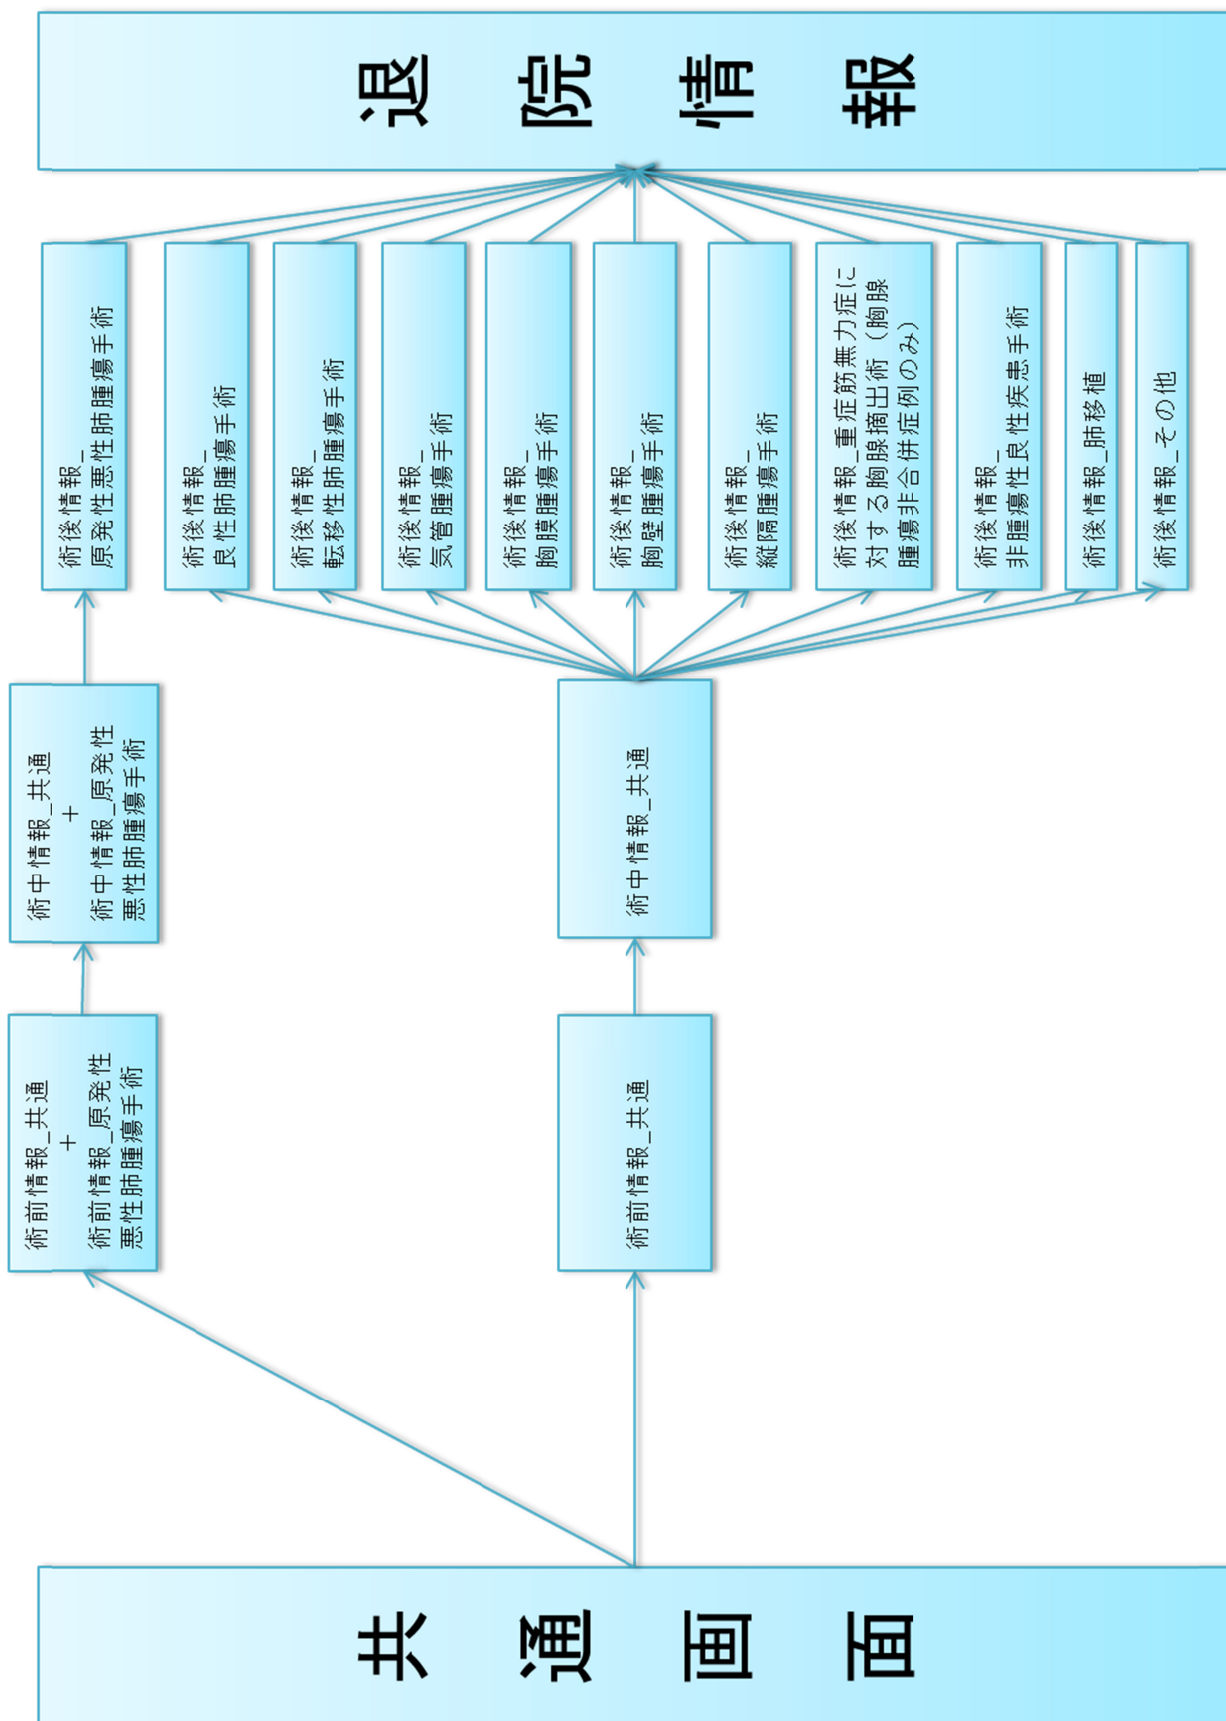 共通画面
術前情報_共通
＋
術前情報_原発性
悪性肺腫瘍手術
術前情報_共通
術中情報_共通
＋
術中情報_原発性
悪性肺腫瘍手術
術中情報_共通
術後情報_
原発性悪性肺腫瘍手術
術後情報_
良性肺腫瘍手術
術後情報_
転移性肺腫瘍手術
術後情報_
気管腫瘍手術
術後情報_
胸膜腫瘍手術
術後情報_
胸壁腫瘍手術
術後情報_
縦隔腫瘍手術
術後情報_重症筋無力症に
対する胸腺摘出術（胸腺
腫瘍非合併症例のみ）
術後情報_
非腫瘍性良性疾患手術
術後情報_肺移植
術後情報_その他
退院情報